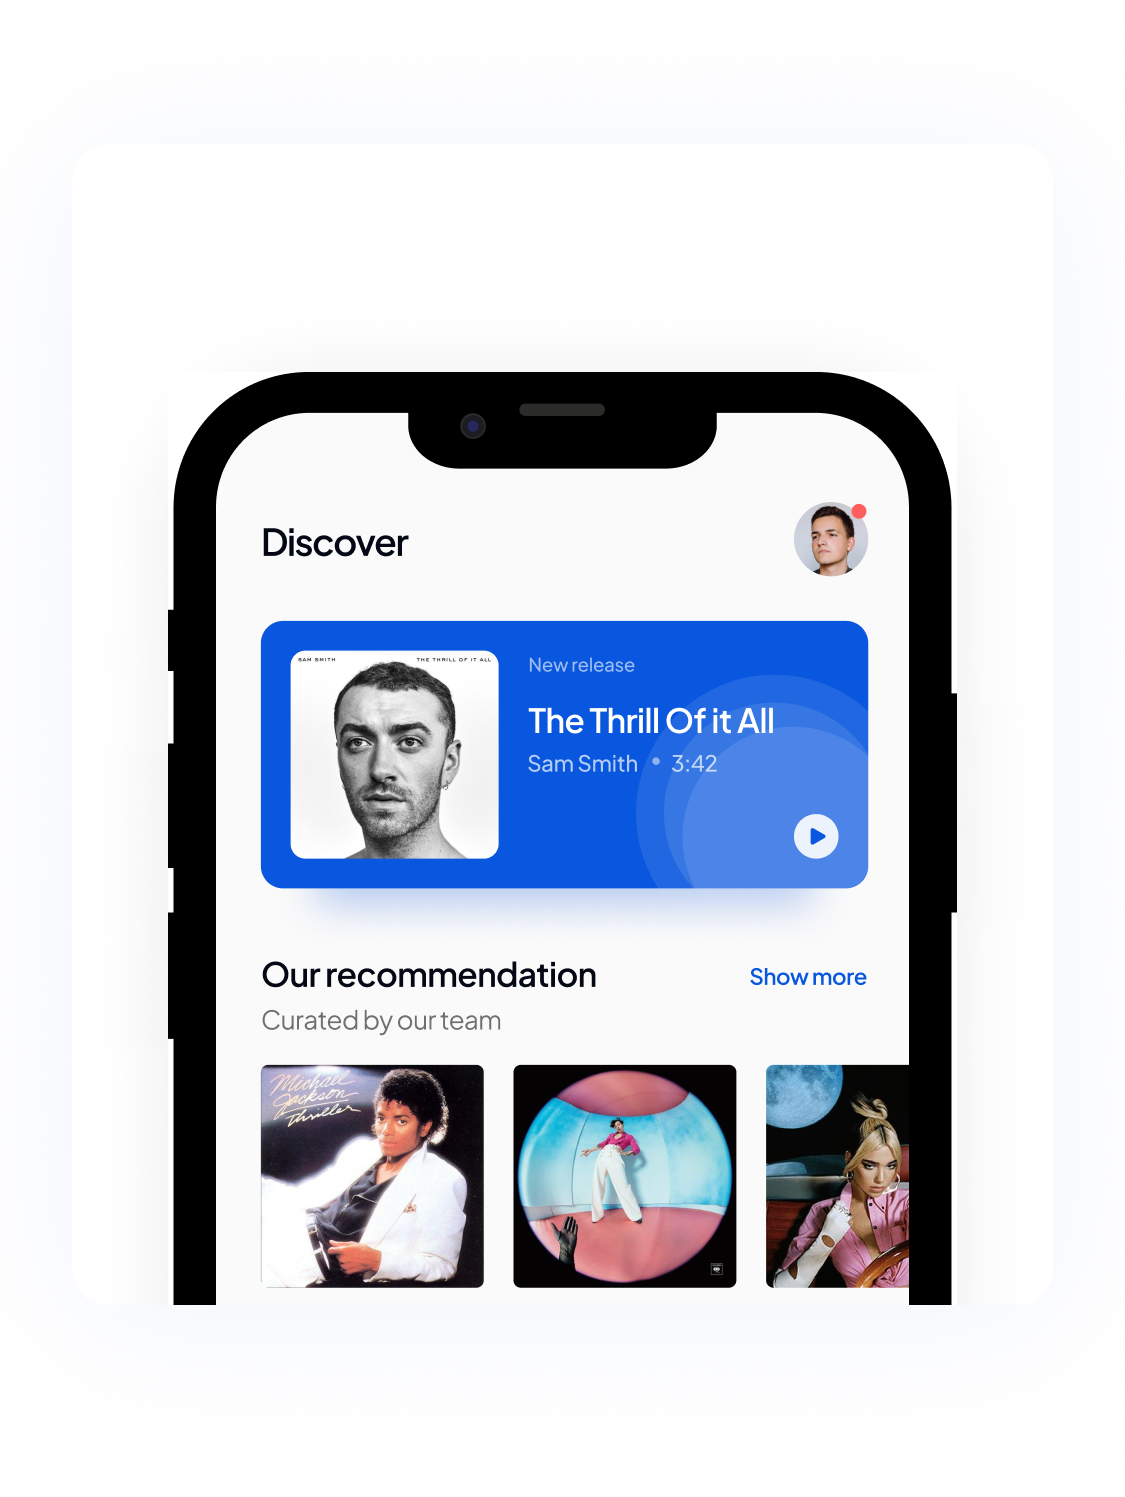 Discover
SAM SMITH THE THRILL OF IT ALL
New release
The Thrill Of it All
Sam Smith • 3:42
Our recommendation
Show more
Curated by our team
Michael
Jackson
Thriller